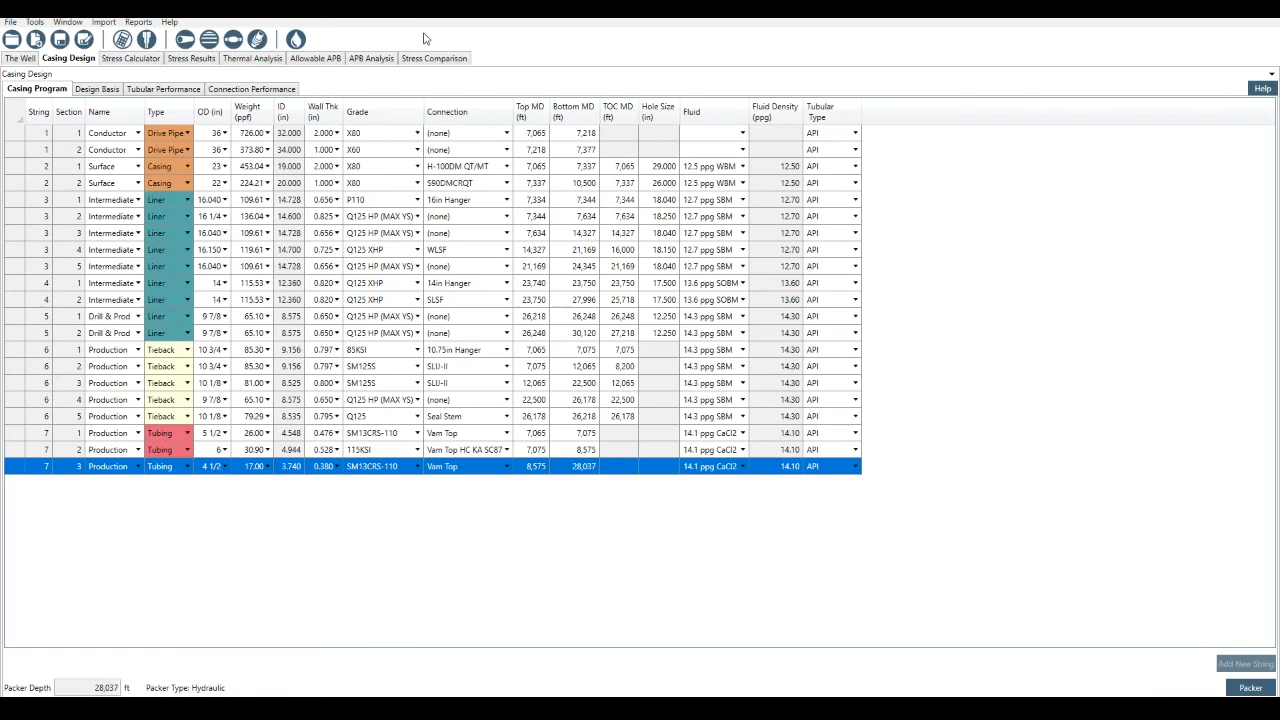 File Tools Window Import Reports Help
The Well Casing Design Stress Calculator Stress Results Thermal Analysis Allowable APB APB Analysis Stress Comparison
Casing Design
Casing Program Design Basis Tubular Performance Connection Performance Help
String Section Name Type OD (in) Weight (ppf) ID (in) Wall Thk (in) Grade Connection Top MD (ft) Bottom MD (ft) TOC MD (ft) Hole Size (in) Fluid Fluid Density (ppg) Tubular Type
1 1 Conductor Drive Pipe 36 726.00 32.000 2.000 X80 (none) 7,065 7,218 API
1 2 Conductor Drive Pipe 36 373.80 34.000 1.000 X60 (none) 7,218 7,377 API
2 1 Surface Casing 23 453.04 19.000 2.000 X80 H-100DM QT/MT 7,065 7,337 7,065 29.000 12.5 ppg WBM 12.50 API
2 2 Surface Casing 22 224.21 20.000 1.000 X80 S90DMCRQT 7,337 10,500 7,337 26.000 12.5 ppg WBM 12.50 API
3 1 Intermediate Liner 16.040 109.61 14.728 0.656 P110 16in Hanger 7,334 7,344 7,344 18.040 12.7 ppg SBM 12.70 API
3 2 Intermediate Liner 16 1/4 136.04 14.600 0.825 Q125 HP (MAX YS) (none) 7,344 7,634 7,634 18.250 12.7 ppg SBM 12.70 API
3 3 Intermediate Liner 16.040 109.61 14.728 0.656 Q125 HP (MAX YS) (none) 7,634 14,327 14,327 18.040 12.7 ppg SBM 12.70 API
3 4 Intermediate Liner 16.150 119.61 14.700 0.725 Q125 XHP WLSF 14,327 21,169 16,000 18.150 12.7 ppg SBM 12.70 API
3 5 Intermediate Liner 16.040 109.61 14.728 0.656 Q125 HP (MAX YS) (none) 21,169 24,345 21,169 18.040 12.7 ppg SBM 12.70 API
4 1 Intermediate Liner 14 115.53 12.360 0.820 Q125 XHP 14in Hanger 23,740 23,750 23,750 17.500 13.6 ppg SOBM 13.60 API
4 2 Intermediate Liner 14 115.53 12.360 0.820 Q125 XHP SLSF 23,750 27,996 25,718 17.500 13.6 ppg SOBM 13.60 API
5 1 Drill & Prod Liner 9 7/8 65.10 8.575 0.650 Q125 HP (MAX YS) (none) 26,218 26,248 26,248 12.250 14.3 ppg SBM 14.30 API
5 2 Drill & Prod Liner 9 7/8 65.10 8.575 0.650 Q125 HP (MAX YS) (none) 26,248 30,120 27,218 12.250 14.3 ppg SBM 14.30 API
6 1 Production Tieback 10 3/4 85.30 9.156 0.797 85KSI 10.75in Hanger 7,065 7,075 7,075 14.3 ppg SBM 14.30 API
6 2 Production Tieback 10 3/4 85.30 9.156 0.797 SM125S SLIJ-II 7,075 12,065 8,200 14.3 ppg SBM 14.30 API
6 3 Production Tieback 10 1/8 81.00 8.525 0.800 SM125S SLIJ-II 12,065 22,500 12,065 14.3 ppg SBM 14.30 API
6 4 Production Tieback 9 7/8 65.10 8.575 0.650 Q125 HP (MAX YS) (none) 22,500 26,178 22,500 14.3 ppg SBM 14.30 API
6 5 Production Tieback 10 1/8 79.29 8.535 0.795 Q125 Seal Stem 26,178 26,218 26,178 14.3 ppg SBM 14.30 API
7 1 Production Tubing 5 1/2 26.00 4.548 0.476 SM13CRS-110 Vam Top 7,065 7,075 14.1 ppg CaCl2 14.10 API
7 2 Production Tubing 6 30.90 4.944 0.528 115KSI Vam Top HC KA SC87 7,075 8,575 14.1 ppg CaCl2 14.10 API
7 3 Production Tubing 4 1/2 17.00 3.740 0.380 SM13CRS-110 Vam Top 8,575 28,037 14.1 ppg CaCl2 14.10 API
Add New String
Packer Depth 28,037 ft Packer Type: Hydraulic Packer